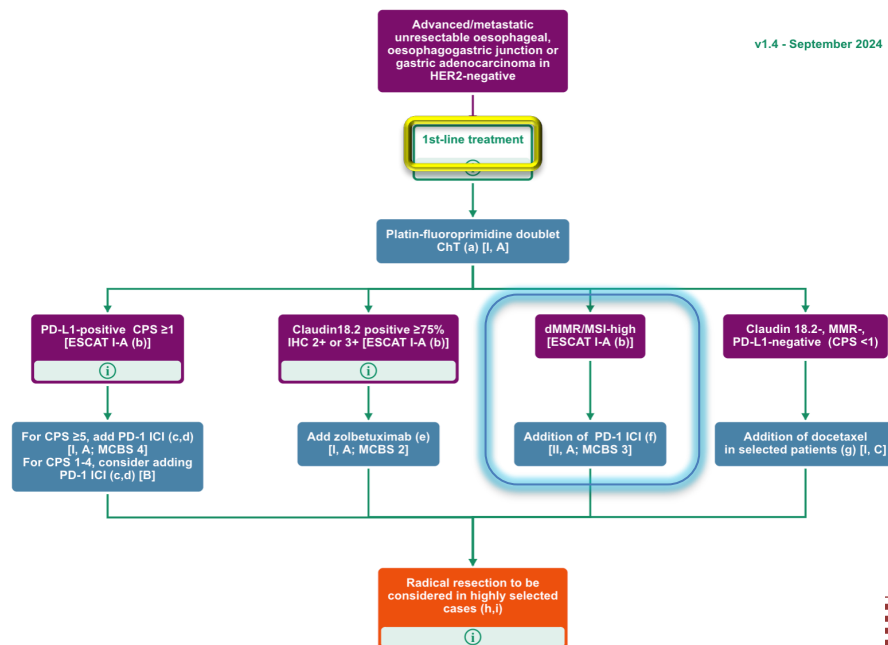 Advanced/metastatic
unresectable oesophageal,
oesophagogastric junction or
gastric adenocarcinoma in
HER2-negative
v1.4 - September 2024
1st-line treatment
i
Platin-fluoroprimidine doublet
ChT (a) [I, A]
PD-L1-positive CPS ≥1
[ESCAT I-A (b)]
i
Claudin18.2 positive ≥75%
IHC 2+ or 3+ [ESCAT I-A (b)]
i
dMMR/MSI-high
[ESCAT I-A (b)]
Claudin 18.2-, MMR-,
PD-L1-negative (CPS <1)
For CPS ≥5, add PD-1 ICI (c,d)
[I, A; MCBS 4]
For CPS 1-4, consider adding
PD-1 ICI (c,d) [B]
Add zolbetuximab (e)
[I, A; MCBS 2]
Addition of PD-1 ICI (f)
[II, A; MCBS 3]
Addition of docetaxel
in selected patients (g) [I, C]
Radical resection to be
considered in highly selected
cases (h,i)
i